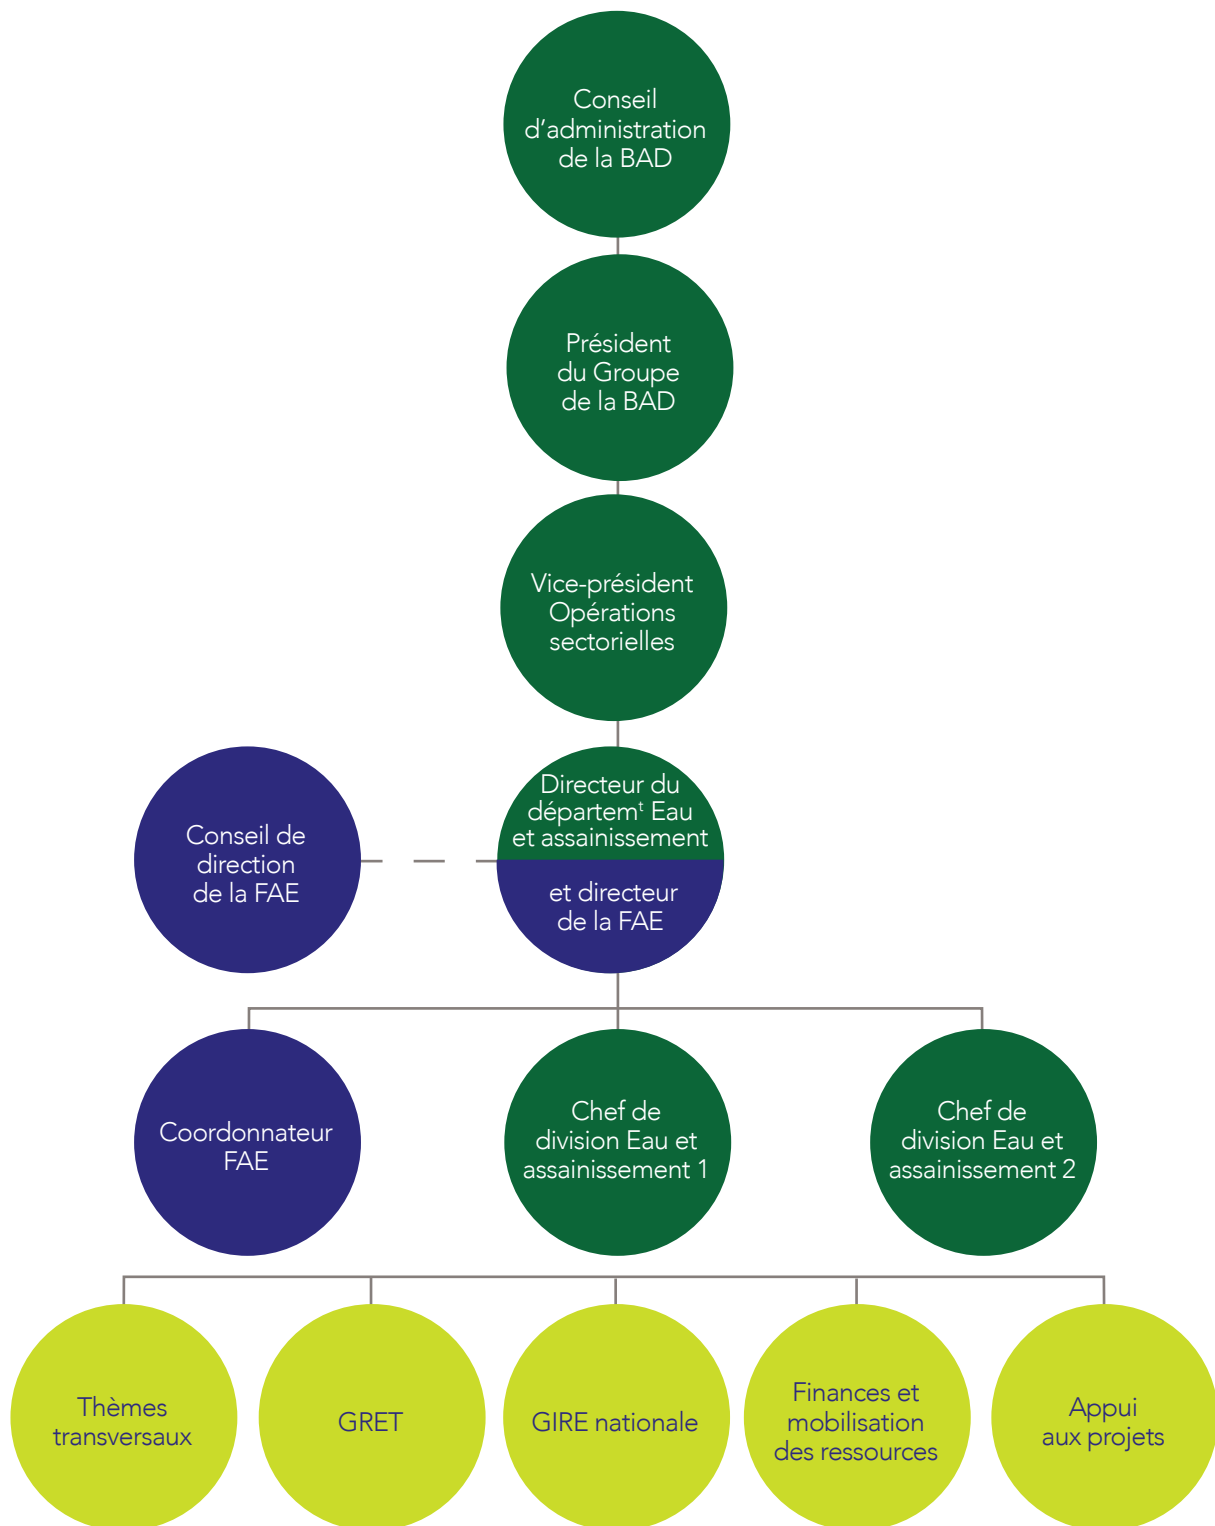 Conseil
d’administration
de la BAD
Président
du Groupe
de la BAD
Vice-président
Opérations
sectorielles
Directeur du
départemᵗ Eau
et assainissement
et directeur
de la FAE
Conseil de
direction
de la FAE
Coordonnateur
FAE
Chef de
division Eau et
assainissement 1
Chef de
division Eau et
assainissement 2
Thèmes
transversaux
GRET
GIRE nationale
Finances et
mobilisation
des ressources
Appui
aux projets